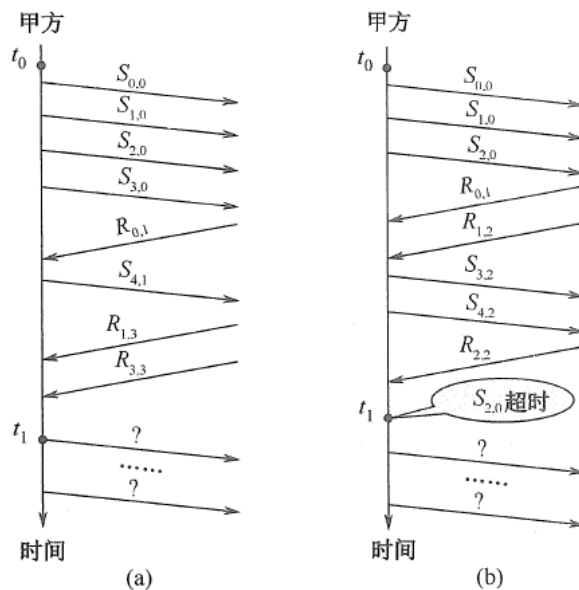 甲方
t₀
S₀,₀
S₁,₀
S₂,₀
S₃,₀
R₀,₁
S₄,₁
R₁,₃
R₃,₃
t₁
?
……
?
时间
(a)
甲方
t₀
S₀,₀
S₁,₀
S₂,₀
R₀,₁
R₁,₂
S₃,₂
S₄,₂
R₂,₂
S₂,₀超时
t₁
?
……
?
时间
(b)